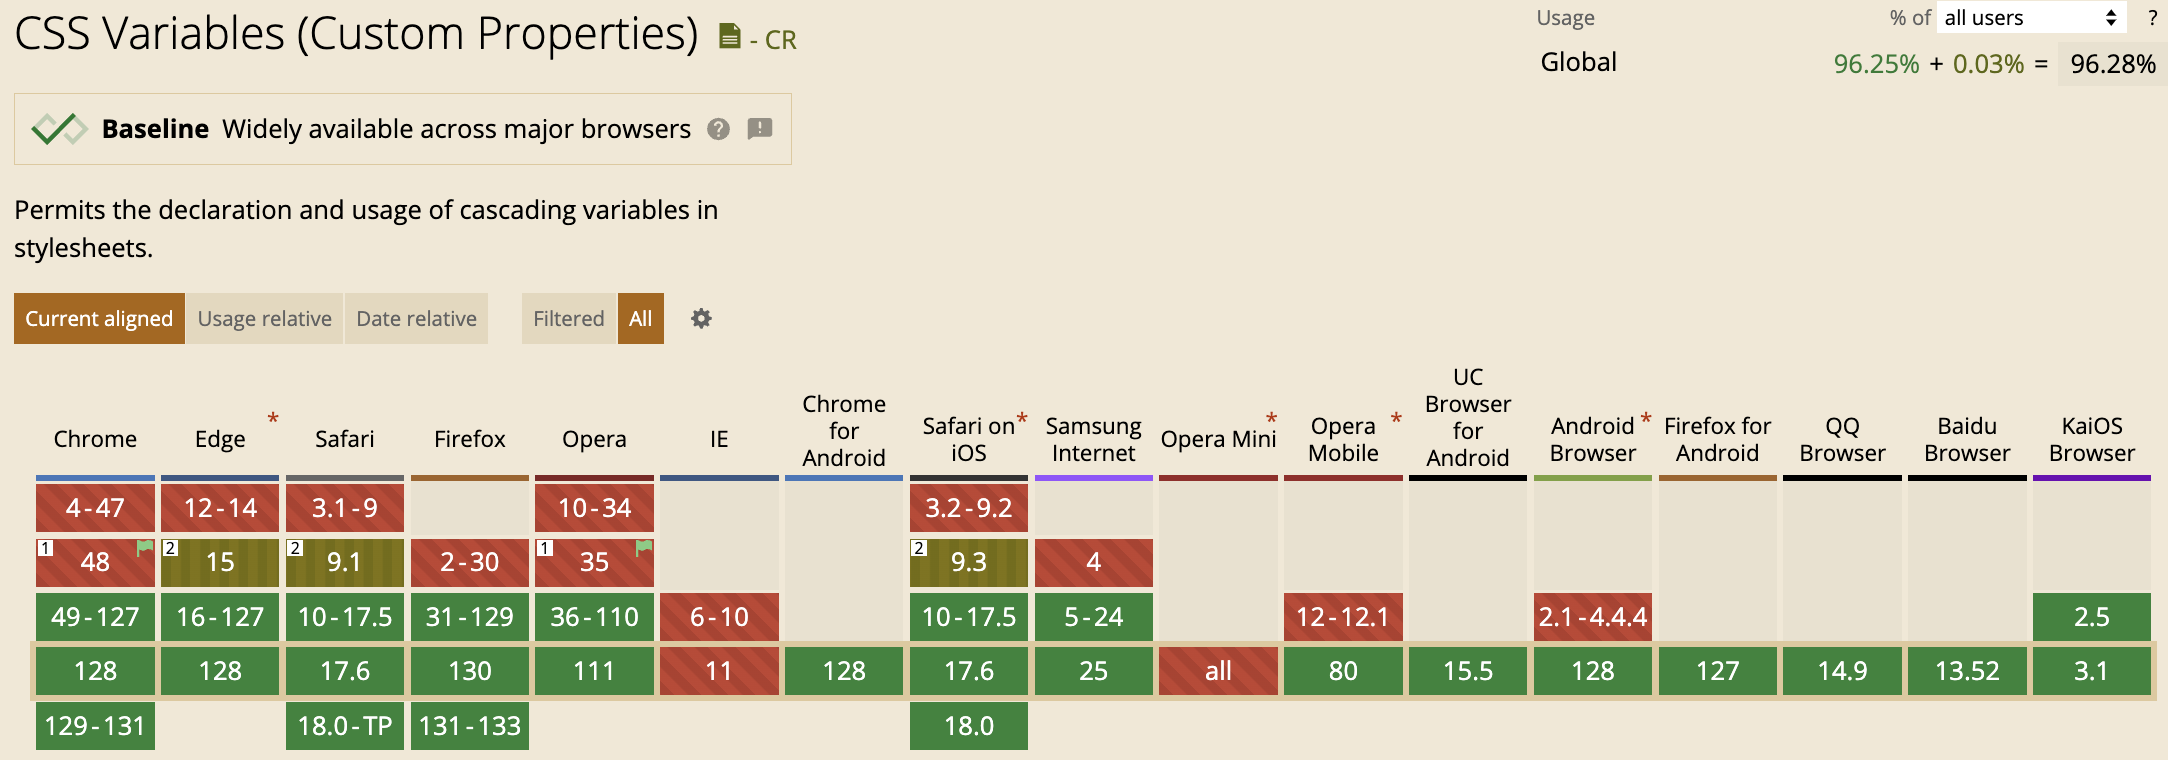 CSS Variables (Custom Properties) - CR
Usage % of all users ?
Global 96.25% + 0.03% = 96.28%
Baseline Widely available across major browsers ? !
Permits the declaration and usage of cascading variables in
stylesheets.
Current aligned Usage relative Date relative Filtered All
Chrome
Edge *
Safari
Firefox
Opera
IE
Chrome
for
Android
Safari on *
iOS
Samsung
Internet
Opera Mini *
Opera *
Mobile
UC
Browser
for
Android
Android *
Browser
Firefox for
Android
QQ
Browser
Baidu
Browser
KaiOS
Browser
4-47 12-14 3.1-9 10-34 3.2-9.2
1 48 2 15 2 9.1 2-30 1 35 2 9.3 4
49-127 16-127 10-17.5 31-129 36-110 6-10 10-17.5 5-24 12-12.1 2.1-4.4.4 2.5
128 128 17.6 130 111 11 128 17.6 25 all 80 15.5 128 127 14.9 13.52 3.1
129-131 18.0-TP 131-133 18.0